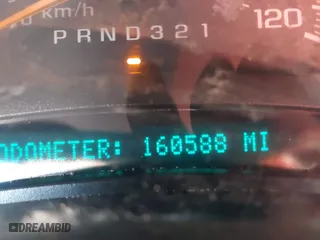 km/h
120
PRND321
ODOMETER: 160588 MI
DREAMBID